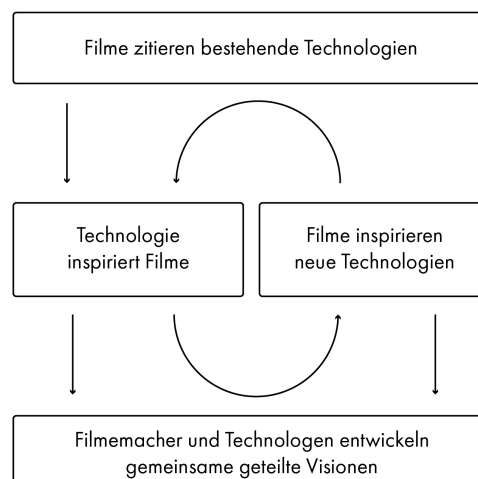 Filme zitieren bestehende Technologien
Technologie
inspiriert Filme
Filme inspirieren
neue Technologien
Filmemacher und Technologen entwickeln
gemeinsame geteilte Visionen